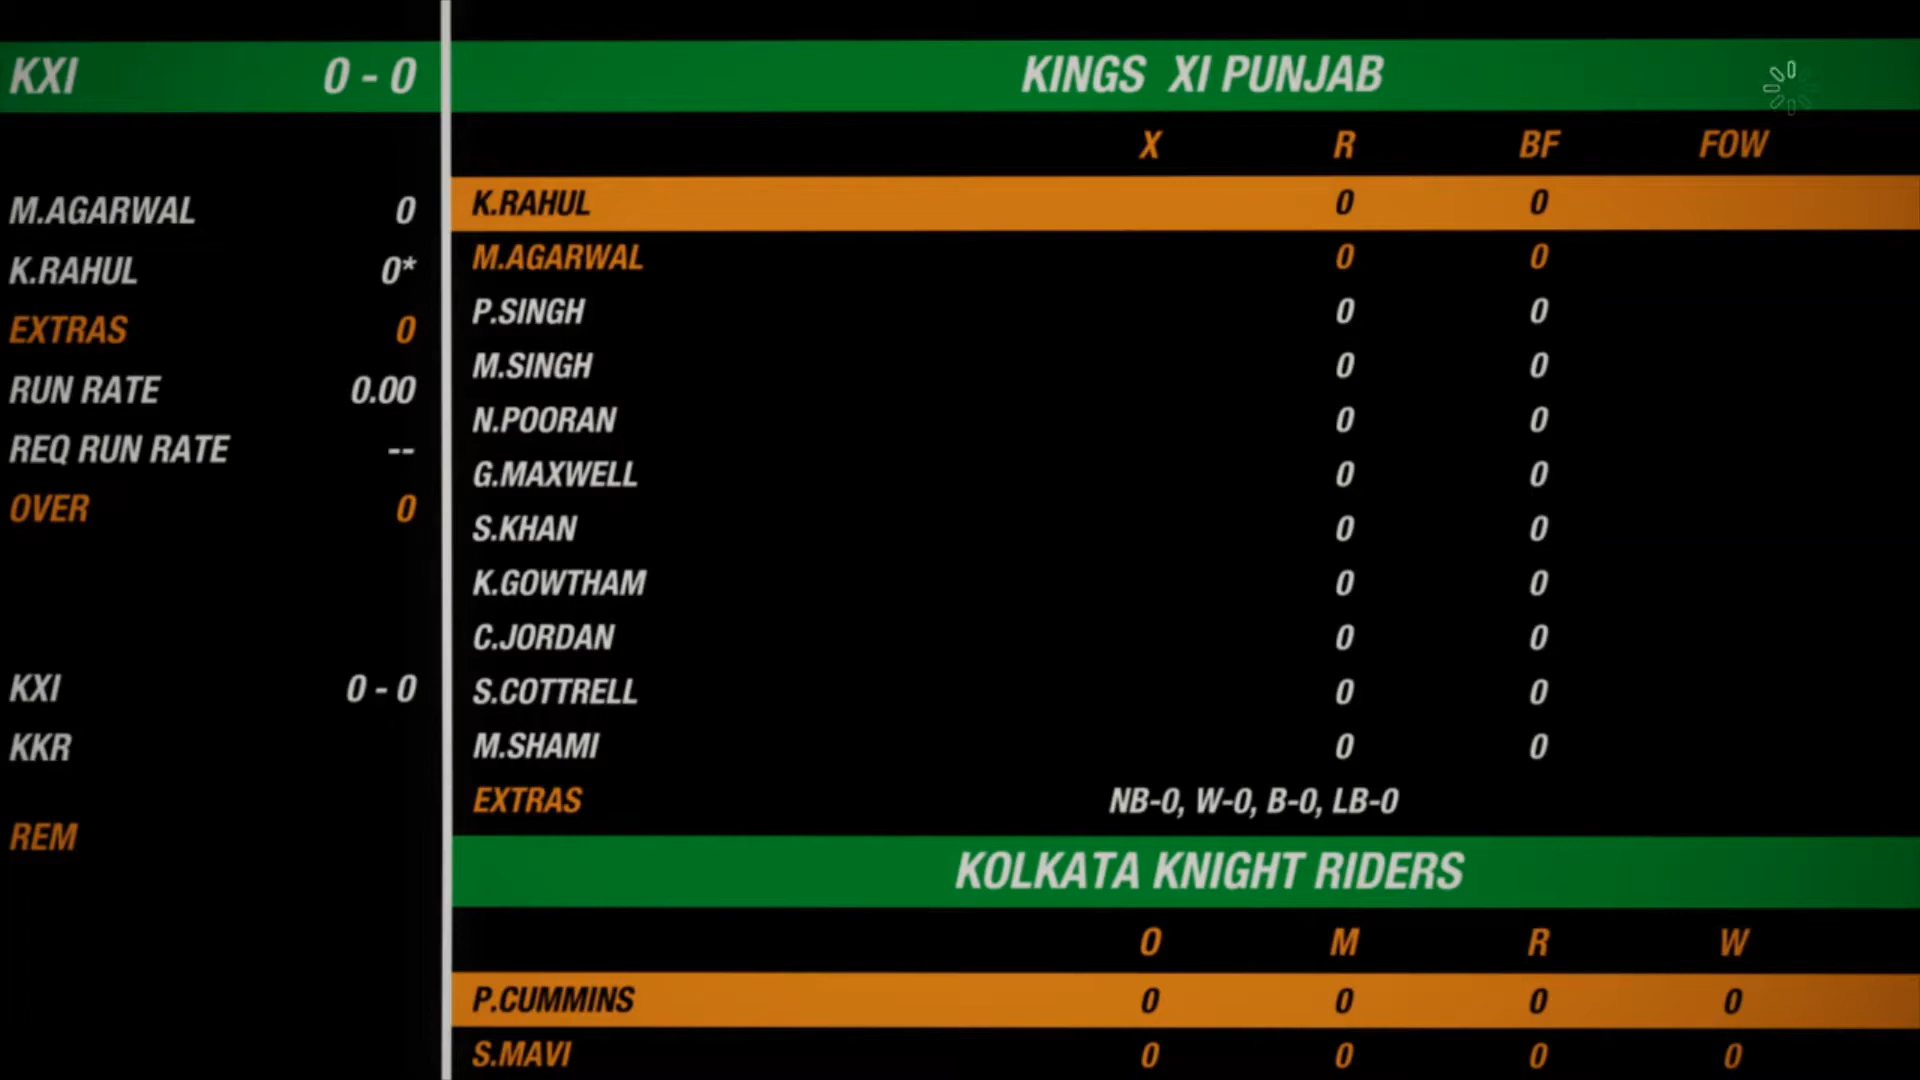 KXI 0 - 0
M.AGARWAL 0
K.RAHUL 0*
EXTRAS 0
RUN RATE 0.00
REQ RUN RATE --
OVER 0
KXI 0 - 0
KKR
REM
KINGS XI PUNJAB
X R BF FOW
K.RAHUL 0 0
M.AGARWAL 0 0
P.SINGH 0 0
M.SINGH 0 0
N.POORAN 0 0
G.MAXWELL 0 0
S.KHAN 0 0
K.GOWTHAM 0 0
C.JORDAN 0 0
S.COTTRELL 0 0
M.SHAMI 0 0
EXTRAS NB-0, W-0, B-0, LB-0
KOLKATA KNIGHT RIDERS
O M R W
P.CUMMINS 0 0 0 0
S.MAVI 0 0 0 0